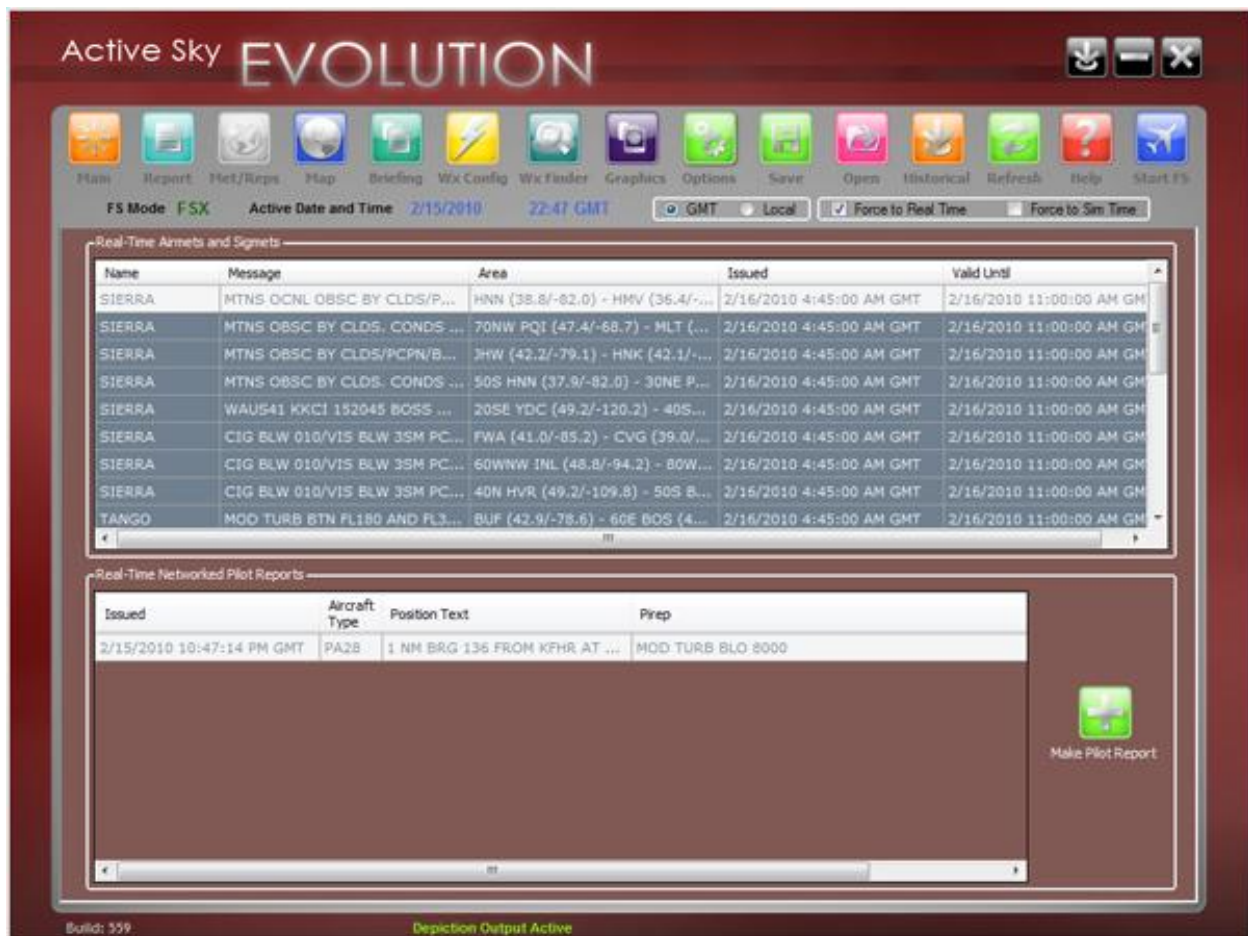 Active Sky EVOLUTION
Main Report Met/Reps Map Briefing Wx Config Wx Finder Graphics Options Save Open Historical Refresh Help Start FS
FS Mode FSX Active Date and Time 2/15/2010 22:47 GMT GMT Local Force to Real Time Force to Sim Time
Real-Time Airmets and Sigmets
Name Message Area Issued Valid Until
SIERRA MTNS OCNL OBSC BY CLDS/P... HNN (38.8/-82.0) - HMV (36.4/-... 2/16/2010 4:45:00 AM GMT 2/16/2010 11:00:00 AM GM
SIERRA MTNS OBSC BY CLDS. CONDS ... 70NW PQI (47.4/-68.7) - MLT (... 2/16/2010 4:45:00 AM GMT 2/16/2010 11:00:00 AM GM
SIERRA MTNS OBSC BY CLDS/PCPN/B... JHW (42.2/-79.1) - HNK (42.1/-... 2/16/2010 4:45:00 AM GMT 2/16/2010 11:00:00 AM GM
SIERRA MTNS OBSC BY CLDS. CONDS ... 50S HNN (37.9/-82.0) - 30NE P... 2/16/2010 4:45:00 AM GMT 2/16/2010 11:00:00 AM GM
SIERRA WAUS41 KKCI 152045 BOSS ... 20SE YDC (49.2/-120.2) - 40S... 2/16/2010 4:45:00 AM GMT 2/16/2010 11:00:00 AM GM
SIERRA CIG BLW 010/VIS BLW 3SM PC... FWA (41.0/-85.2) - CVG (39.0/... 2/16/2010 4:45:00 AM GMT 2/16/2010 11:00:00 AM GM
SIERRA CIG BLW 010/VIS BLW 3SM PC... 60WNW INL (48.8/-94.2) - 80W... 2/16/2010 4:45:00 AM GMT 2/16/2010 11:00:00 AM GM
SIERRA CIG BLW 010/VIS BLW 3SM PC... 40N HVR (49.2/-109.8) - 50S B... 2/16/2010 4:45:00 AM GMT 2/16/2010 11:00:00 AM GM
TANGO MOD TURB BTN FL180 AND FL3... BUF (42.9/-78.6) - 60E BOS (4... 2/16/2010 4:45:00 AM GMT 2/16/2010 11:00:00 AM GM
Real-Time Networked Pilot Reports
Issued Aircraft Type Position Text Pirep
2/15/2010 10:47:14 PM GMT PA28 1 NM BRG 136 FROM KFHR AT ... MOD TURB BLO 8000
Make Pilot Report
Build: 559 Depiction Output Active